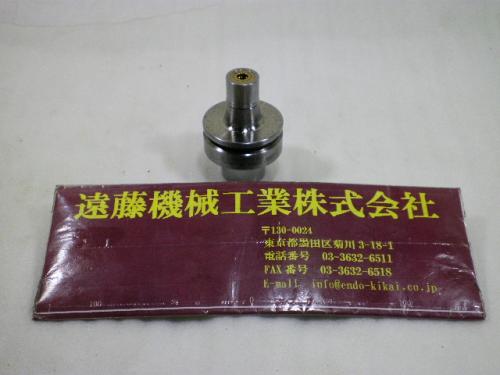 遠藤機械工業株式会社
〒130-0024
東京都墨田区菊川 3-18-1
電話番号 03-3632-6511
FAX番号 03-3632-6518
E-mail info@endo-kikai.co.jp
100